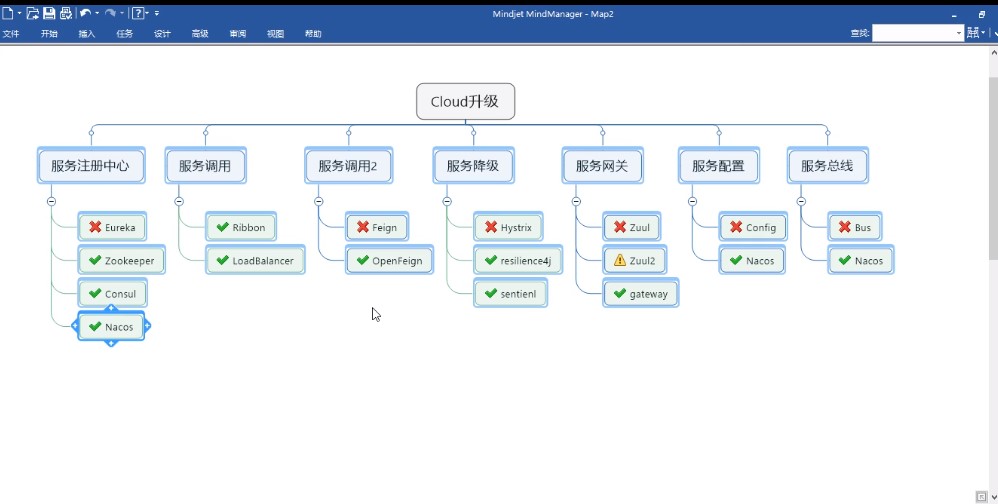 Mindjet MindManager - Map2
文件 开始 插入 任务 设计 高级 审阅 视图 帮助 查找:
Cloud升级
服务注册中心 服务调用 服务调用2 服务降级 服务网关 服务配置 服务总线
Eureka Ribbon Feign Hystrix Zuul Config Bus
Zookeeper LoadBalancer OpenFeign resilience4j Zuul2 Nacos Nacos
Consul sentienl gateway
Nacos